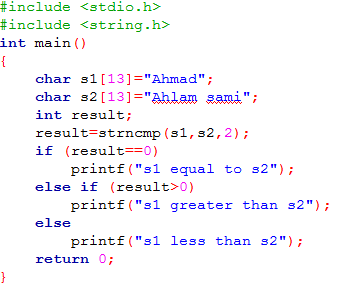 #include <stdio.h>
#include <string.h>
int main()
{
    char s1[13]="Ahmad";
    char s2[13]="Ahlam sami";
    int result;
    result=strncmp(s1,s2,2);
    if (result==0)
        printf("s1 equal to s2");
    else if (result>0)
        printf("s1 greater than s2");
    else
        printf("s1 less than s2");
    return 0;
}